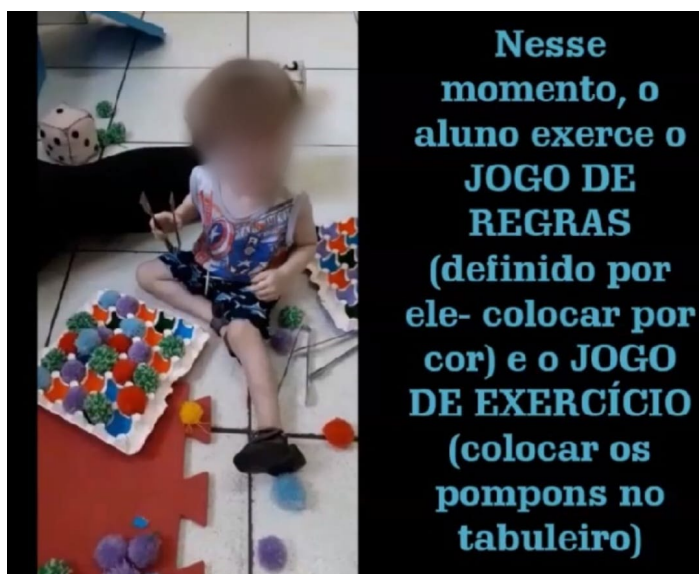 Nesse
momento, o
aluno exerce o
JOGO DE
REGRAS
(definido por
ele- colocar por
cor) e o JOGO
DE EXERCÍCIO
(colocar os
pompons no
tabuleiro)